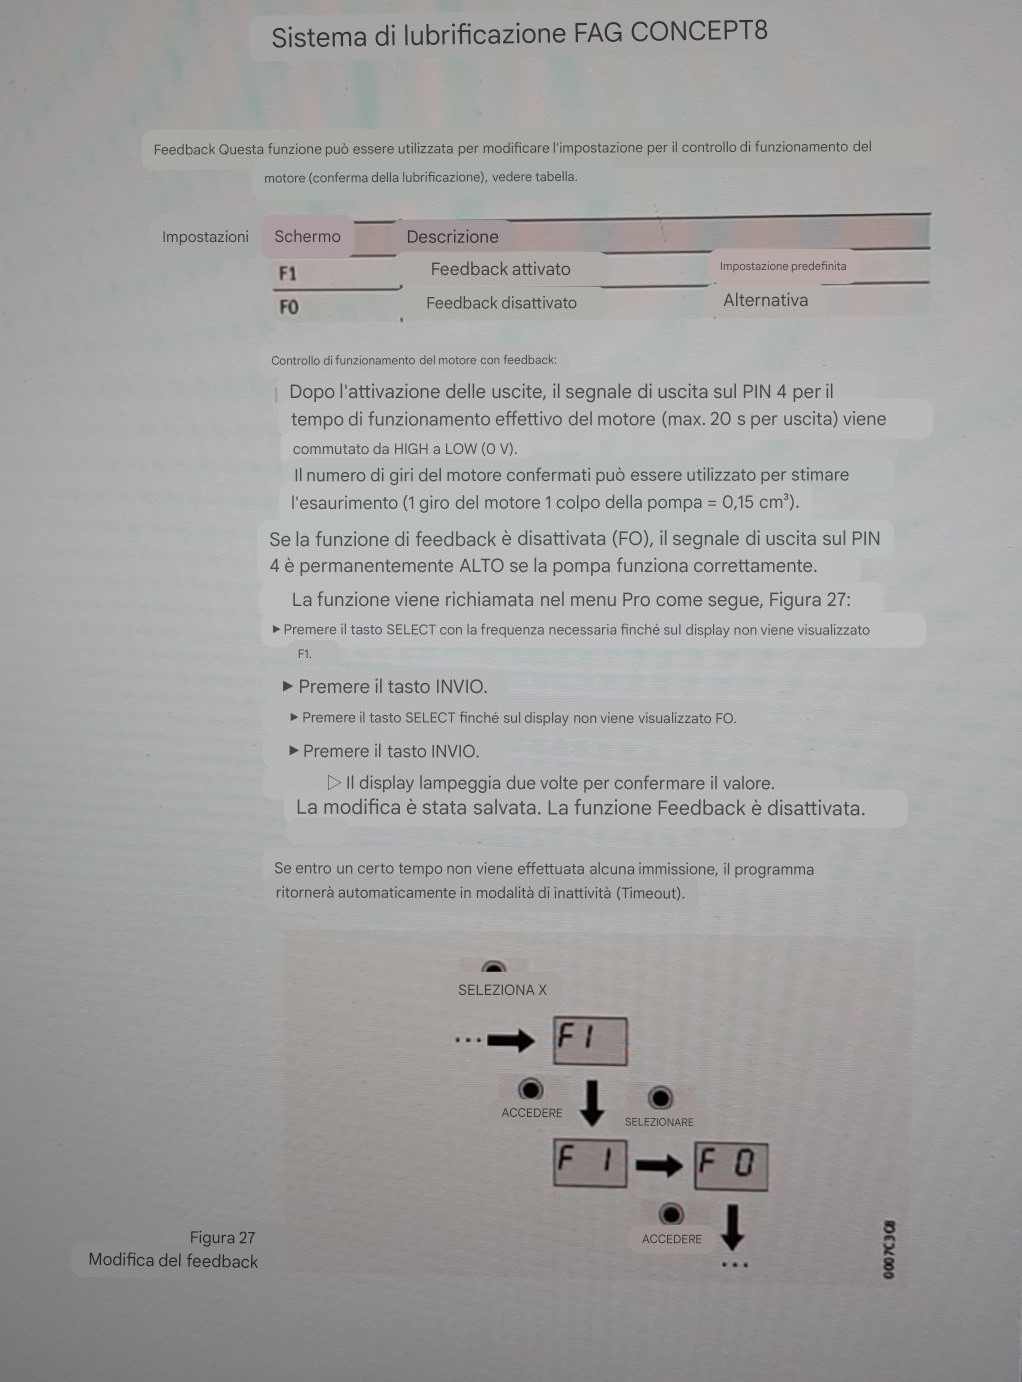 Sistema di lubrificazione FAG CONCEPT8
Feedback Questa funzione può essere utilizzata per modificare l'impostazione per il controllo di funzionamento del
motore (conferma della lubrificazione), vedere tabella.
Impostazioni Schermo Descrizione
F1 Feedback attivato Impostazione predefinita
F0 Feedback disattivato Alternativa
Controllo di funzionamento del motore con feedback:
Dopo l'attivazione delle uscite, il segnale di uscita sul PIN 4 per il
tempo di funzionamento effettivo del motore (max. 20 s per uscita) viene
commutato da HIGH a LOW (0 V).
Il numero di giri del motore confermati può essere utilizzato per stimare
l'esaurimento (1 giro del motore 1 colpo della pompa = 0,15 cm³).
Se la funzione di feedback è disattivata (FO), il segnale di uscita sul PIN
4 è permanentemente ALTO se la pompa funziona correttamente.
La funzione viene richiamata nel menu Pro come segue, Figura 27:
▶ Premere il tasto SELECT con la frequenza necessaria finché sul display non viene visualizzato
F1.
▶ Premere il tasto INVIO.
▶ Premere il tasto SELECT finché sul display non viene visualizzato FO.
▶ Premere il tasto INVIO.
▷ Il display lampeggia due volte per confermare il valore.
La modifica è stata salvata. La funzione Feedback è disattivata.
Se entro un certo tempo non viene effettuata alcuna immissione, il programma
ritornerà automaticamente in modalità di inattività (Timeout).
SELEZIONA X
... F1
ACCEDERE SELEZIONARE
F 1 F 0
ACCEDERE
...
Figura 27
Modifica del feedback
0007C3C8